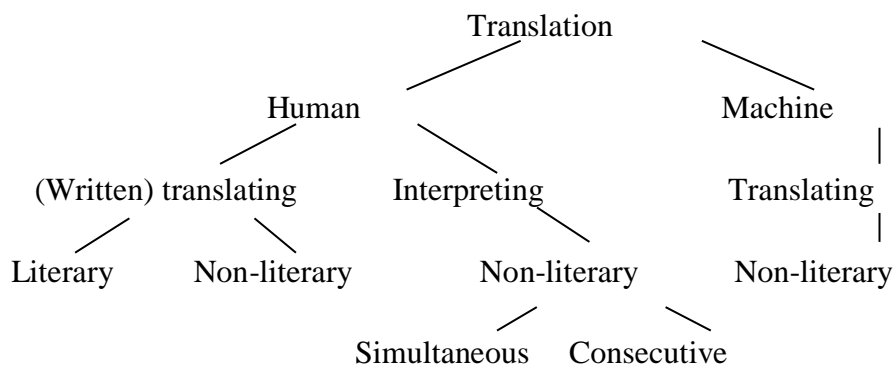 Translation
Human Machine
(Written) translating Interpreting Translating
Literary Non-literary Non-literary Non-literary
Simultaneous Consecutive